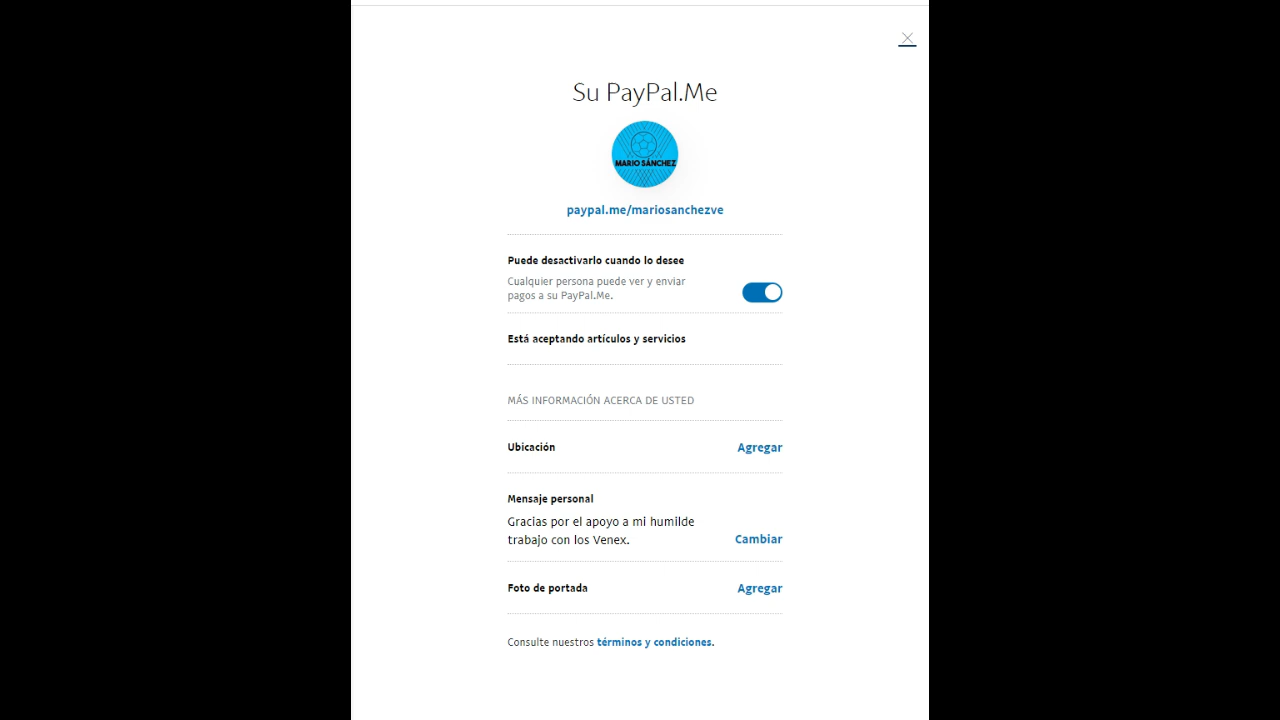 Su PayPal.Me
MARIO SÁNCHEZ
paypal.me/mariosanchezve
Puede desactivarlo cuando lo desee
Cualquier persona puede ver y enviar
pagos a su PayPal.Me.
Está aceptando artículos y servicios
MÁS INFORMACIÓN ACERCA DE USTED
Ubicación Agregar
Mensaje personal
Gracias por el apoyo a mi humilde
trabajo con los Venex. Cambiar
Foto de portada Agregar
Consulte nuestros términos y condiciones.